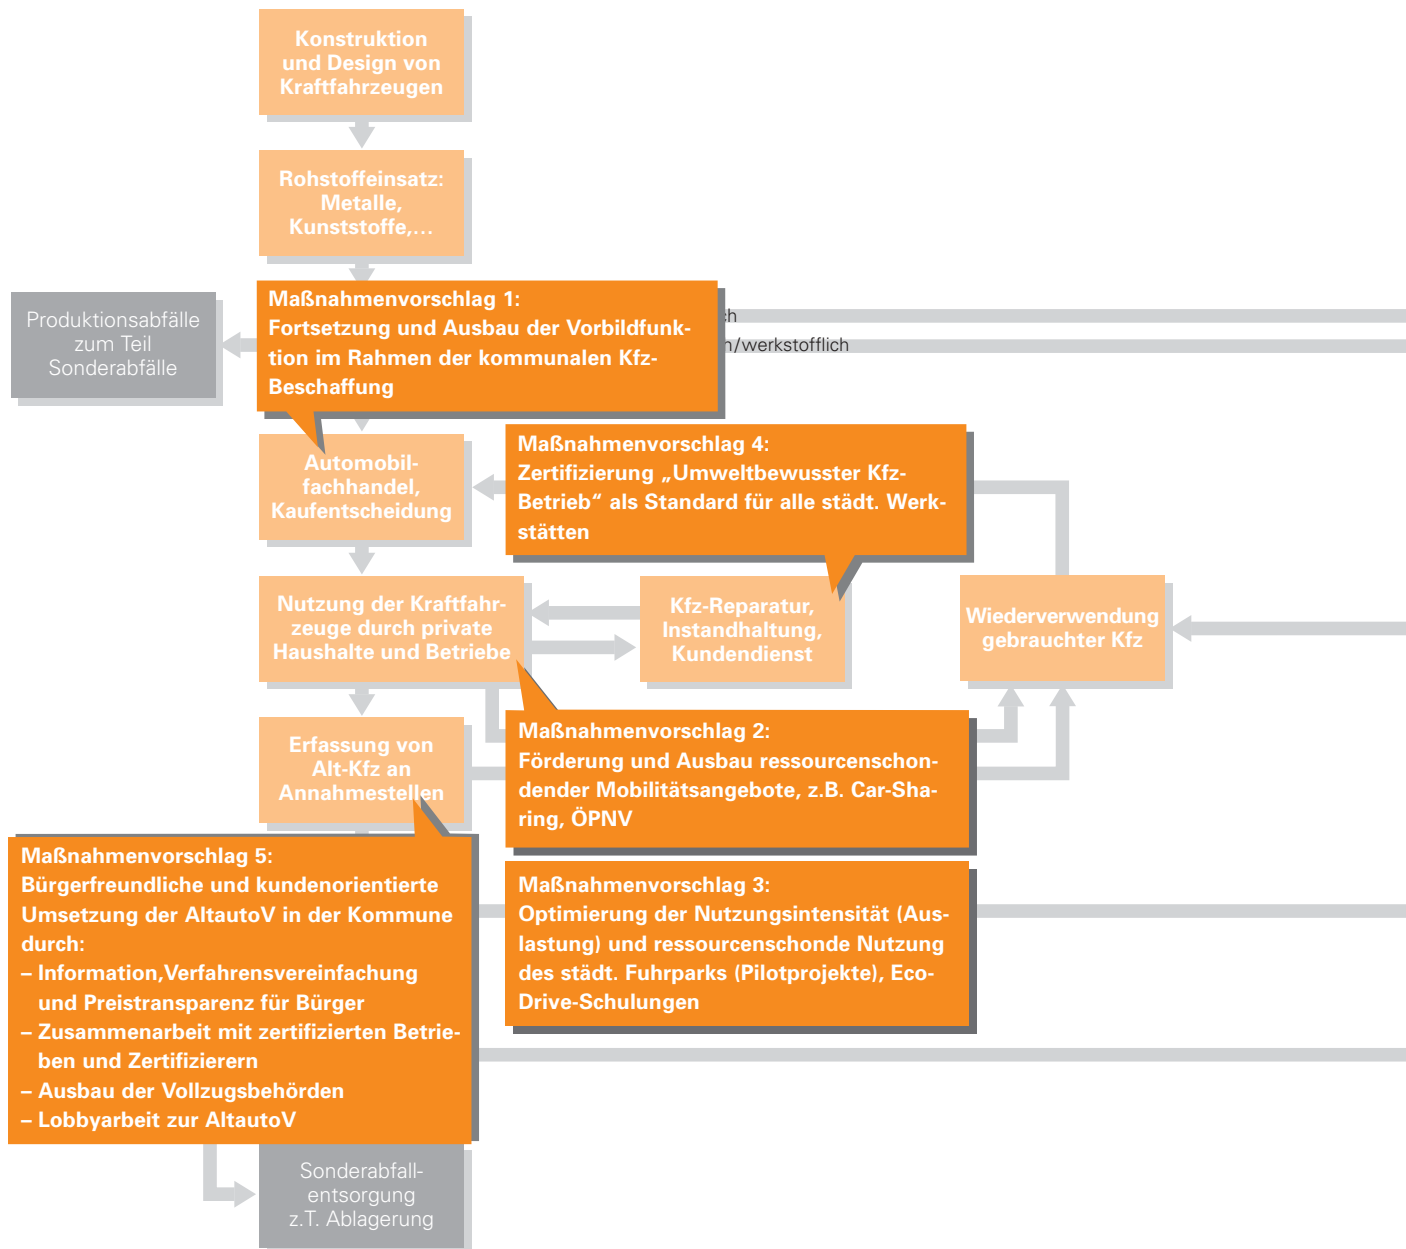 Konstruktion
und Design von
Kraftfahrzeugen
Rohstoffeinsatz:
Metalle,
Kunststoffe,...
Produktionsabfälle
zum Teil
Sonderabfälle
Maßnahmenvorschlag 1:
Fortsetzung und Ausbau der Vorbildfunk-
tion im Rahmen der kommunalen Kfz-
Beschaffung
ch
n/werkstofflich
Automobil-
fachhandel,
Kaufentscheidung
Maßnahmenvorschlag 4:
Zertifizierung „Umweltbewusster Kfz-
Betrieb“ als Standard für alle städt. Werk-
stätten
Nutzung der Kraftfahr-
zeuge durch private
Haushalte und Betriebe
Kfz-Reparatur,
Instandhaltung,
Kundendienst
Wiederverwendung
gebrauchter Kfz
Erfassung von
Alt-Kfz an
Annahmestellen
Maßnahmenvorschlag 2:
Förderung und Ausbau ressourcenschon-
dender Mobilitätsangebote, z.B. Car-Sha-
ring, ÖPNV
Maßnahmenvorschlag 5:
Bürgerfreundliche und kundenorientierte
Umsetzung der AltautoV in der Kommune
durch:
– Information,Verfahrensvereinfachung
und Preistransparenz für Bürger
– Zusammenarbeit mit zertifizierten Betrie-
ben und Zertifizierern
– Ausbau der Vollzugsbehörden
– Lobbyarbeit zur AltautoV
Maßnahmenvorschlag 3:
Optimierung der Nutzungsintensität (Aus-
lastung) und ressourcenschonde Nutzung
des städt. Fuhrparks (Pilotprojekte), Eco-
Drive-Schulungen
Sonderabfall-
entsorgung
z.T. Ablagerung